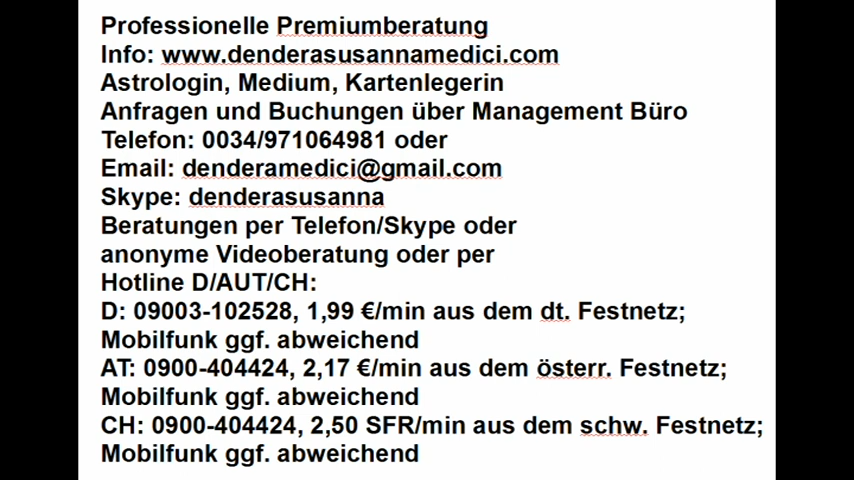 Professionelle Premiumberatung
Info: www.denderasusannamedici.com
Astrologin, Medium, Kartenlegerin
Anfragen und Buchungen über Management Büro
Telefon: 0034/971064981 oder
Email: denderamedici@gmail.com
Skype: denderasusanna
Beratungen per Telefon/Skype oder
anonyme Videoberatung oder per
Hotline D/AUT/CH:
D: 09003-102528, 1,99 €/min aus dem dt. Festnetz;
Mobilfunk ggf. abweichend
AT: 0900-404424, 2,17 €/min aus dem österr. Festnetz;
Mobilfunk ggf. abweichend
CH: 0900-404424, 2,50 SFR/min aus dem schw. Festnetz;
Mobilfunk ggf. abweichend